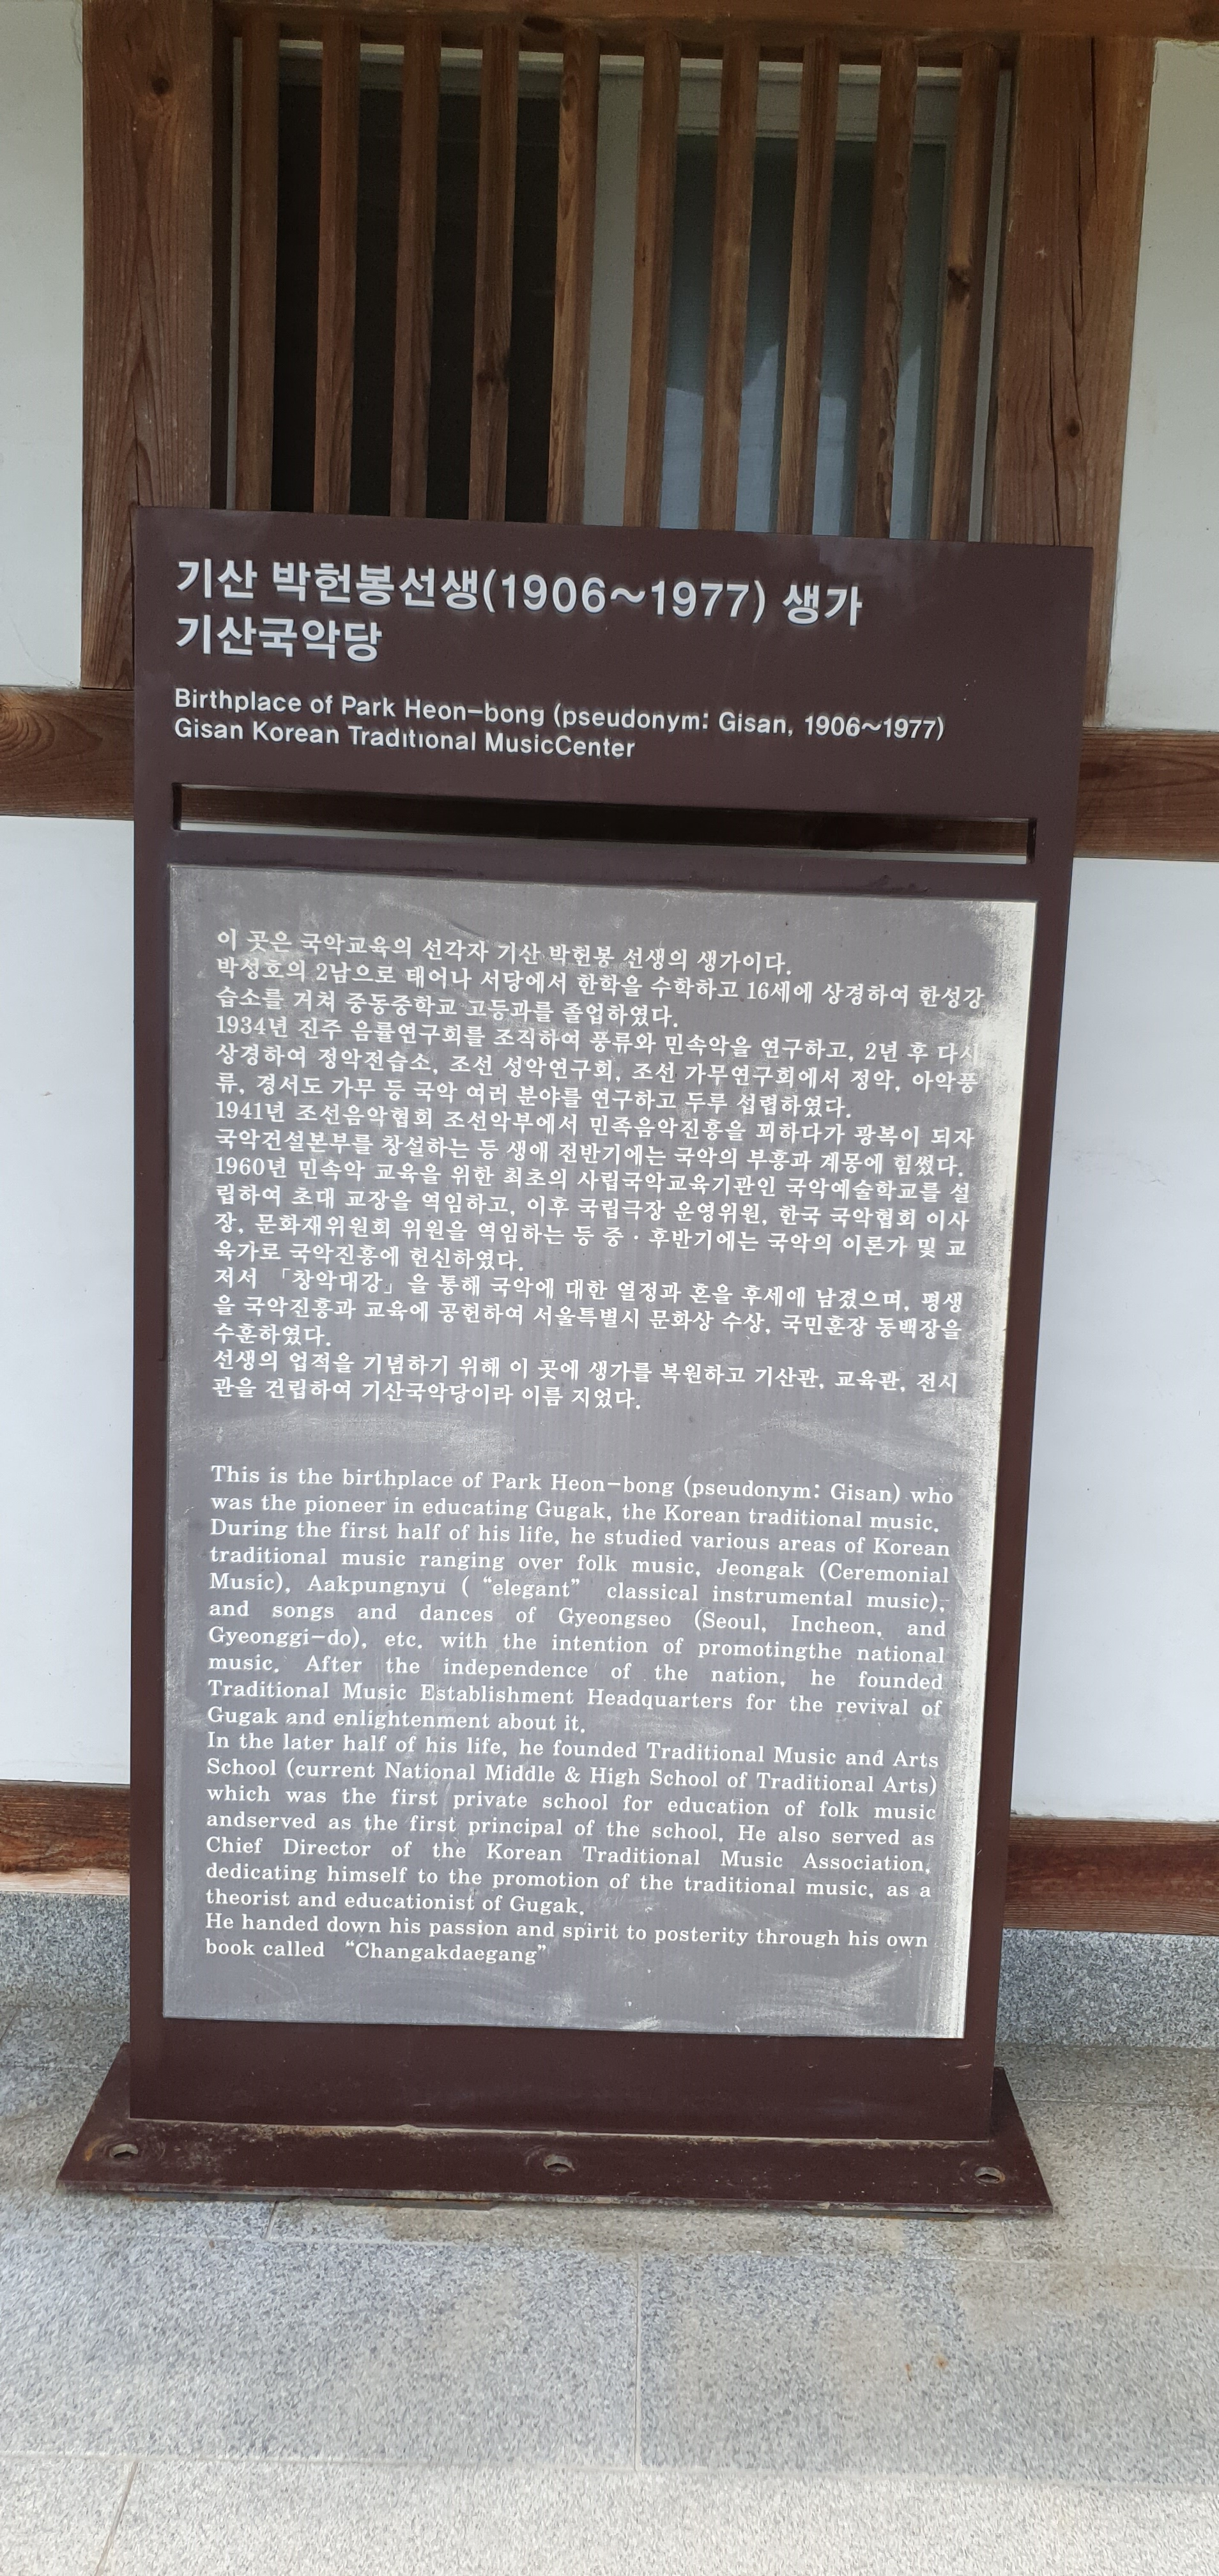 기산 박헌봉선생(1906~1977) 생가
기산국악당
Birthplace of Park Heon-bong (pseudonym: Gisan, 1906~1977)
Gisan Korean Traditional MusicCenter
이 곳은 국악교육의 선각자 기산 박헌봉 선생의 생가이다.
박성호의 2남으로 태어나 서당에서 한학을 수학하고 16세에 상경하여 한성강
습소를 거쳐 중동중학교 고등과를 졸업하였다.
1934년 진주 음률연구회를 조직하여 풍류와 민속악을 연구하고, 2년 후 다시
상경하여 정악전습소, 조선 성악연구회, 조선 가무연구회에서 정악, 아악풍
류, 경서도 가무 등 국악 여러 분야를 연구하고 두루 섭렵하였다.
1941년 조선음악협회 조선악부에서 민족음악진흥을 꾀하다가 광복이 되자
국악건설본부를 창설하는 등 생애 전반기에는 국악의 부흥과 계몽에 힘썼다.
1960년 민속악 교육을 위한 최초의 사립국악교육기관인 국악예술학교를 설
립하여 초대 교장을 역임하고, 이후 국립극장 운영위원, 한국 국악협회 이사
장, 문화재위원회 위원을 역임하는 등 중 · 후반기에는 국악의 이론가 및 교
육가로 국악진흥에 헌신하였다.
저서 「창악대강」을 통해 국악에 대한 열정과 혼을 후세에 남겼으며, 평생
을 국악진흥과 교육에 공헌하여 서울특별시 문화상 수상, 국민훈장 동백장을
수훈하였다.
선생의 업적을 기념하기 위해 이 곳에 생가를 복원하고 기산관, 교육관, 전시
관을 건립하여 기산국악당이라 이름 지었다.
This is the birthplace of Park Heon-bong (pseudonym: Gisan) who
was the pioneer in educating Gugak, the Korean traditional music.
During the first half of his life, he studied various areas of Korean
traditional music ranging over folk music, Jeongak (Ceremonial
Music), Aakpungnyu ( “elegant” classical instrumental music),
and songs and dances of Gyeongseo (Seoul, Incheon, and
Gyeonggi-do), etc. with the intention of promotingthe national
music. After the independence of the nation, he founded
Traditional Music Establishment Headquarters for the revival of
Gugak and enlightenment about it.
In the later half of his life, he founded Traditional Music and Arts
School (current National Middle & High School of Traditional Arts)
which was the first private school for education of folk music
andserved as the first principal of the school. He also served as
Chief Director of the Korean Traditional Music Association,
dedicating himself to the promotion of the traditional music, as a
theorist and educationist of Gugak.
He handed down his passion and spirit to posterity through his own
book called “Changakdaegang”